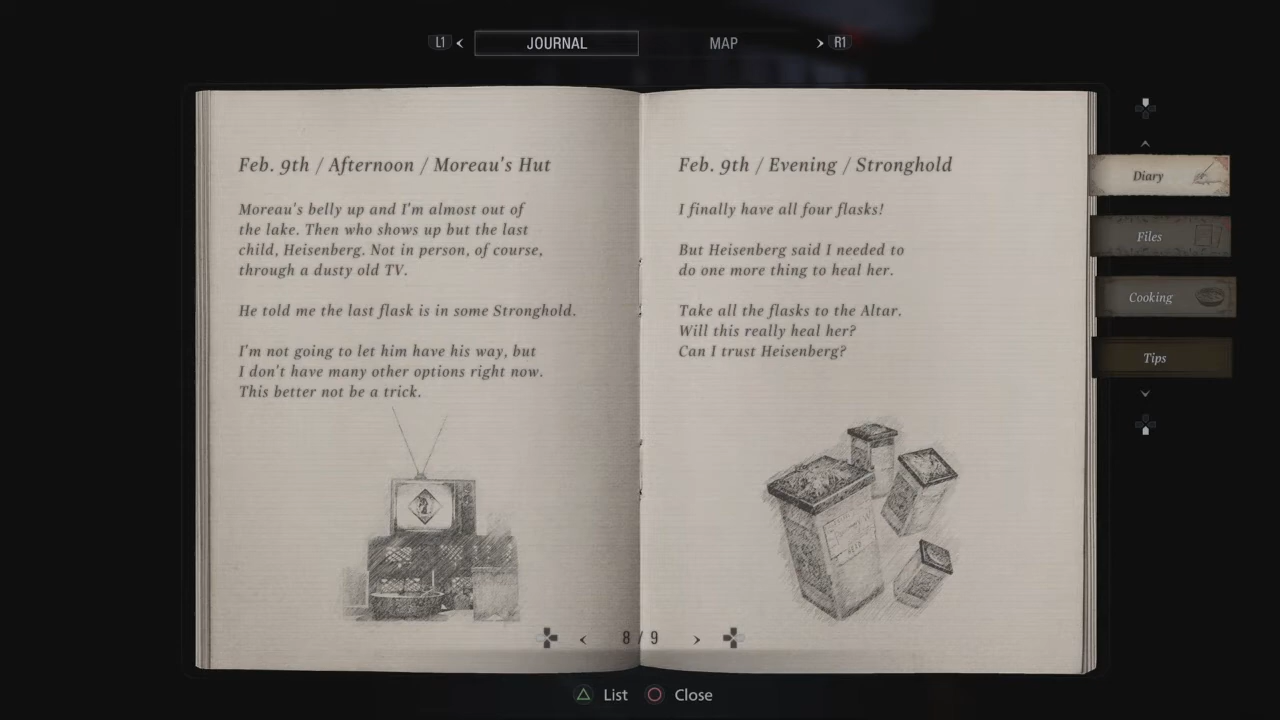 L1 JOURNAL MAP R1
Feb. 9th / Afternoon / Moreau's Hut
Moreau's belly up and I'm almost out of
the lake. Then who shows up but the last
child, Heisenberg. Not in person, of course,
through a dusty old TV.
He told me the last flask is in some Stronghold.
I'm not going to let him have his way, but
I don't have many other options right now.
This better not be a trick.
Feb. 9th / Evening / Stronghold
I finally have all four flasks!
But Heisenberg said I needed to
do one more thing to heal her.
Take all the flasks to the Altar.
Will this really heal her?
Can I trust Heisenberg?
Diary
Files
Cooking
Tips
8 / 9
List Close